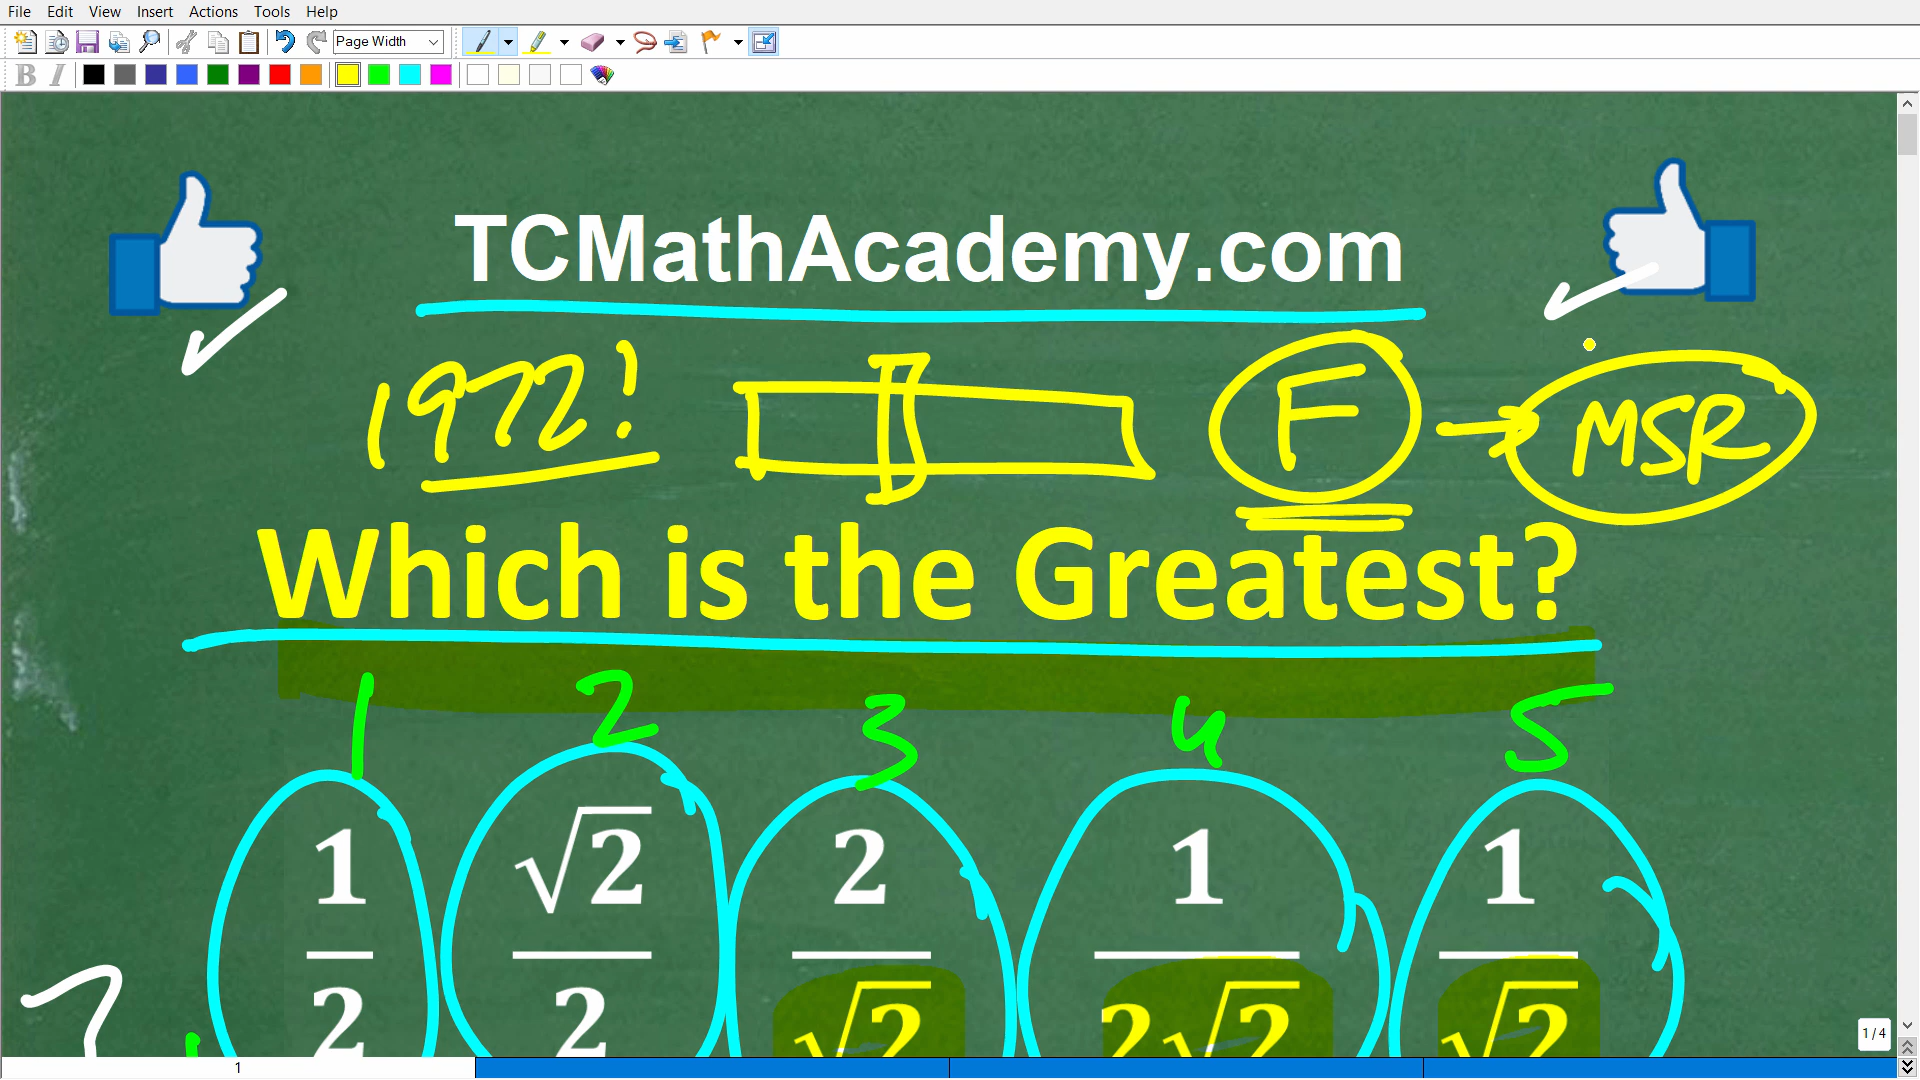 File Edit View Insert Actions Tools Help
Page Width
B I
TCMathAcademy.com
1972! F → MSR
Which is the Greatest?
1 2 3 4 5
1 √2 2 1 1
2 2 √2 2√2 √2
?
1 / 4
1